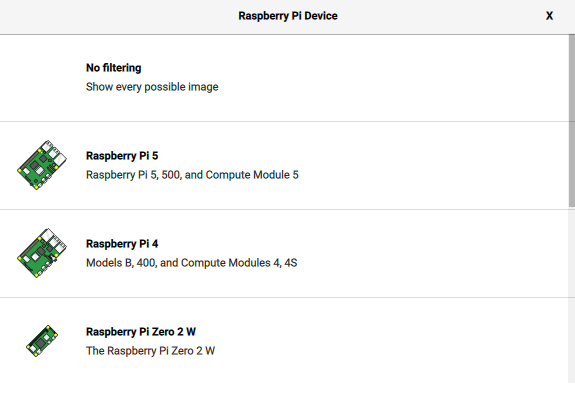 Raspberry Pi Device
X
No filtering
Show every possible image
Raspberry Pi 5
Raspberry Pi 5, 500, and Compute Module 5
Raspberry Pi 4
Models B, 400, and Compute Modules 4, 4S
Raspberry Pi Zero 2 W
The Raspberry Pi Zero 2 W